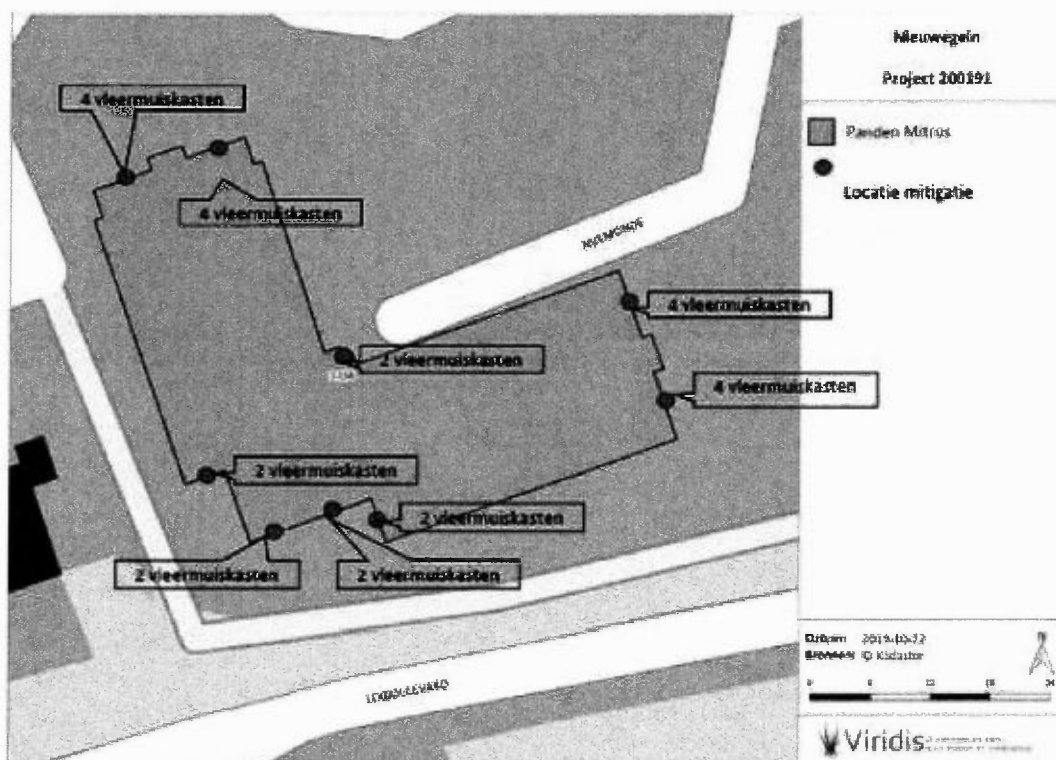 Nieuwegein
Project 200191
Panden Mitros
Locatie mitigatie
4 vleermuiskasten
4 vleermuiskasten
4 vleermuiskasten
2 vleermuiskasten
4 vleermuiskasten
2 vleermuiskasten
2 vleermuiskasten
2 vleermuiskasten
2 vleermuiskasten
Datum
Bronnen © Kadaster
N
Viridis